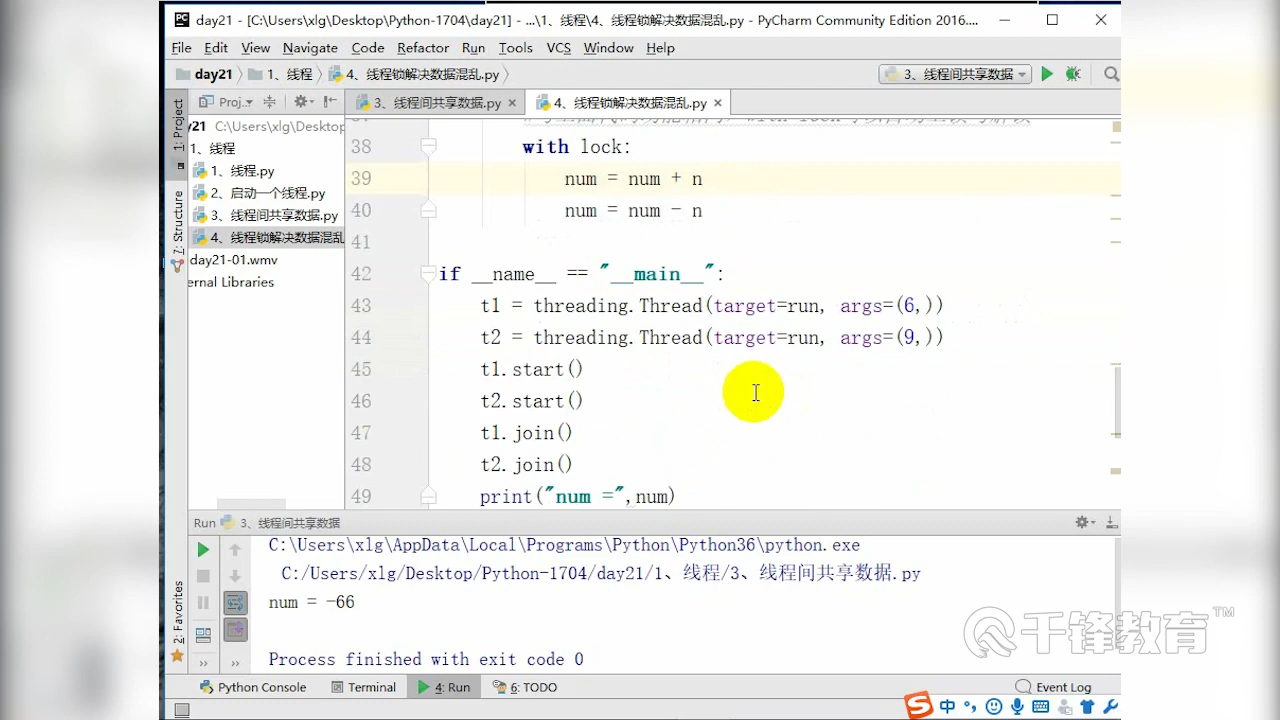 day21 - [C:\Users\xlg\Desktop\Python-1704\day21] - ...\1、线程\4、线程锁解决数据混乱.py - PyCharm Community Edition 2016....
File Edit View Navigate Code Refactor Run Tools VCS Window Help
day21 1、线程 4、线程锁解决数据混乱.py 3、线程间共享数据
Proj.. 3、线程间共享数据.py 4、线程锁解决数据混乱.py
1: Project
7: Structure
2: Favorites
y21 C:\Users\xlg\Desktop
1、线程
1、线程.py
2、启动一个线程.py
3、线程间共享数据.py
4、线程锁解决数据混乱
day21-01.wmv
ernal Libraries
38 with lock:
39 num = num + n
40 num = num - n
41
42 if __name__ == "__main__":
43 t1 = threading.Thread(target=run, args=(6,))
44 t2 = threading.Thread(target=run, args=(9,))
45 t1.start()
46 t2.start()
47 t1.join()
48 t2.join()
49 print("num =",num)
Run 3、线程间共享数据
C:\Users\xlg\AppData\Local\Programs\Python\Python36\python.exe
C:/Users/xlg/Desktop/Python-1704/day21/1、线程/3、线程间共享数据.py
num = -66
Process finished with exit code 0
千锋教育™
Python Console Terminal 4: Run 6: TODO Event Log
S 中